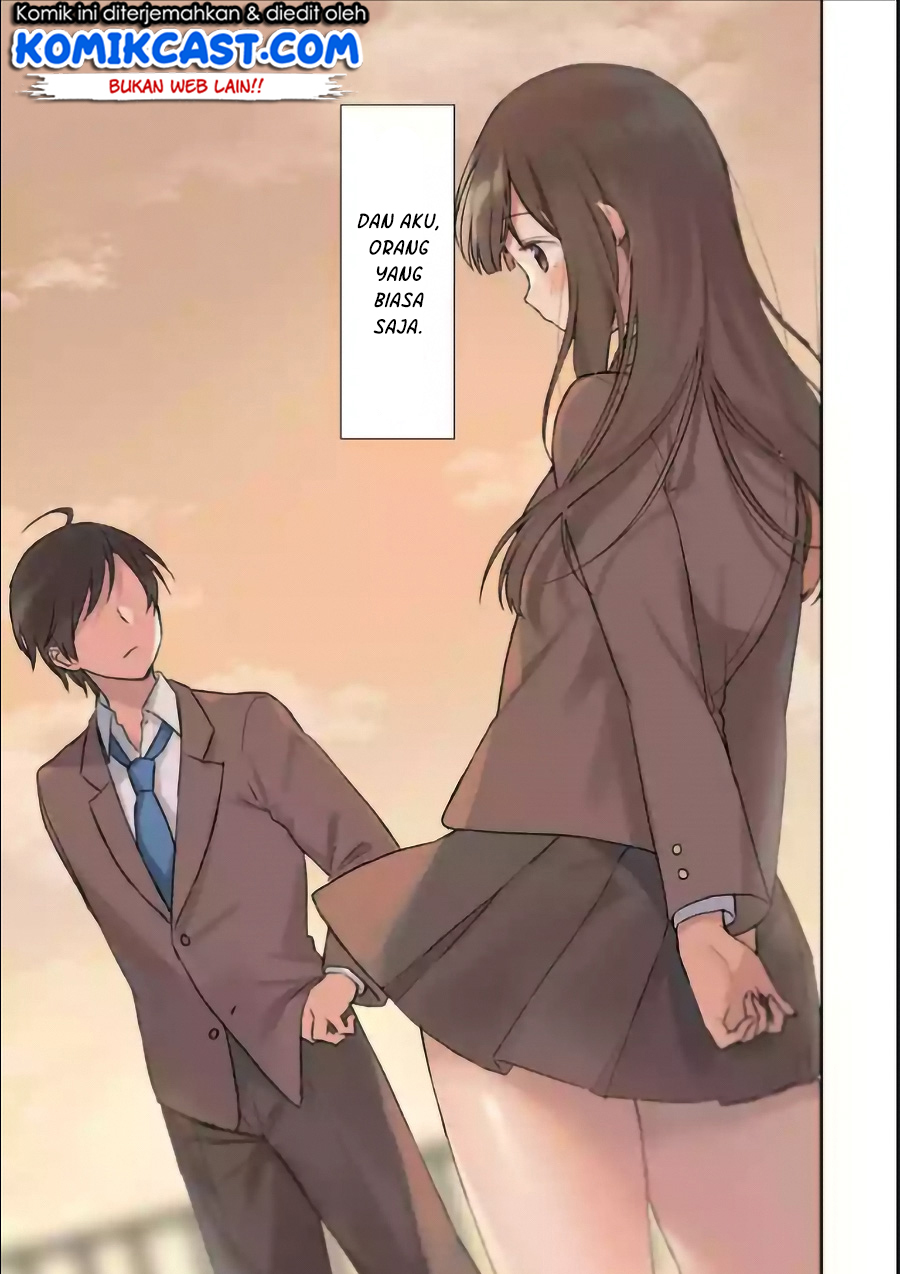 Komik ini diterjemahkan & diedit oleh
KOMIKCAST.COM
BUKAN WEB LAIN!!
DAN AKU,
ORANG
YANG
BIASA
SAJA.